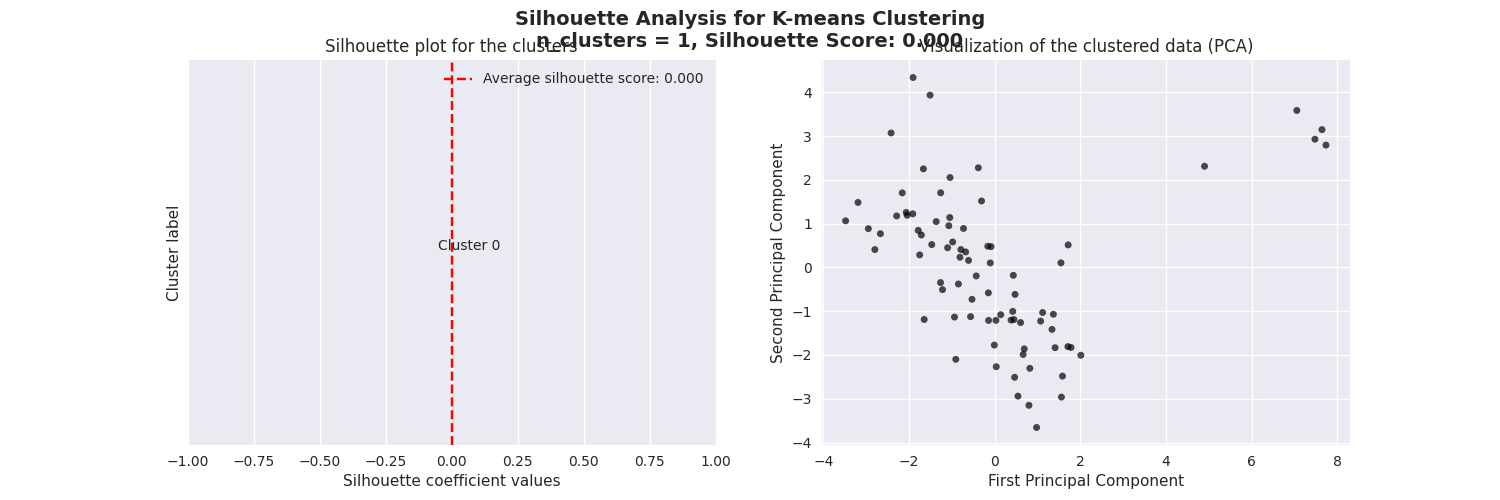 Silhouette Analysis for K-means Clustering
n_clusters = 1, Silhouette Score: 0.000
Silhouette plot for the clusters
Average silhouette score: 0.000
Cluster label
Cluster 0
−1.00 −0.75 −0.50 −0.25 0.00 0.25 0.50 0.75 1.00
Silhouette coefficient values
Visualization of the clustered data (PCA)
Second Principal Component
4
3
2
1
0
−1
−2
−3
−4
−4 −2 0 2 4 6 8
First Principal Component